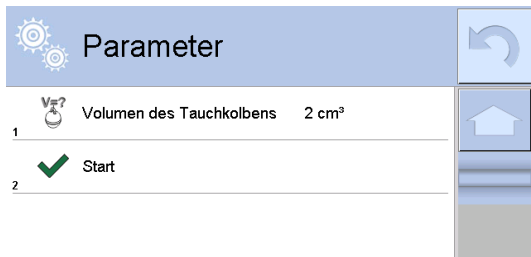 Parameter
V=?
Volumen des Tauchkolbens 2 cm³
1
Start
2